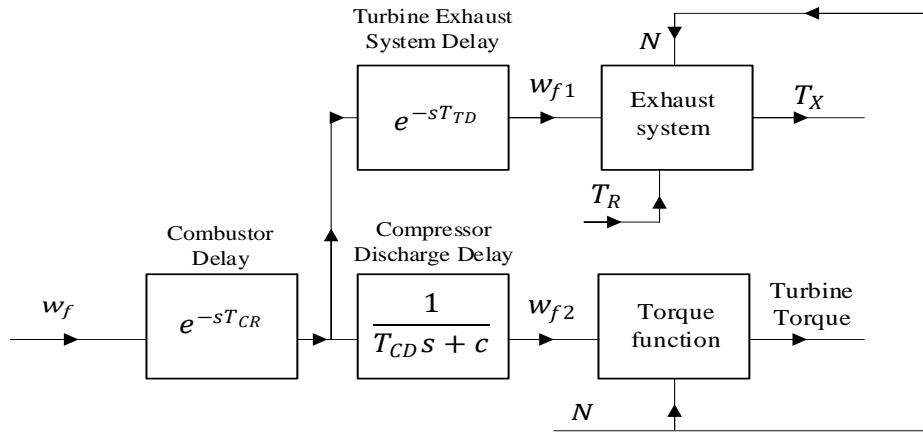 Turbine Exhaust
System Delay
N
e^{-sT_{TD}}
w_{f1}
Exhaust
system
T_X
T_R
Combustor
Delay
Compressor
Discharge Delay
w_f
e^{-sT_{CR}}
\frac{1}{T_{CD}s + c}
w_{f2}
Torque
function
Turbine
Torque
N